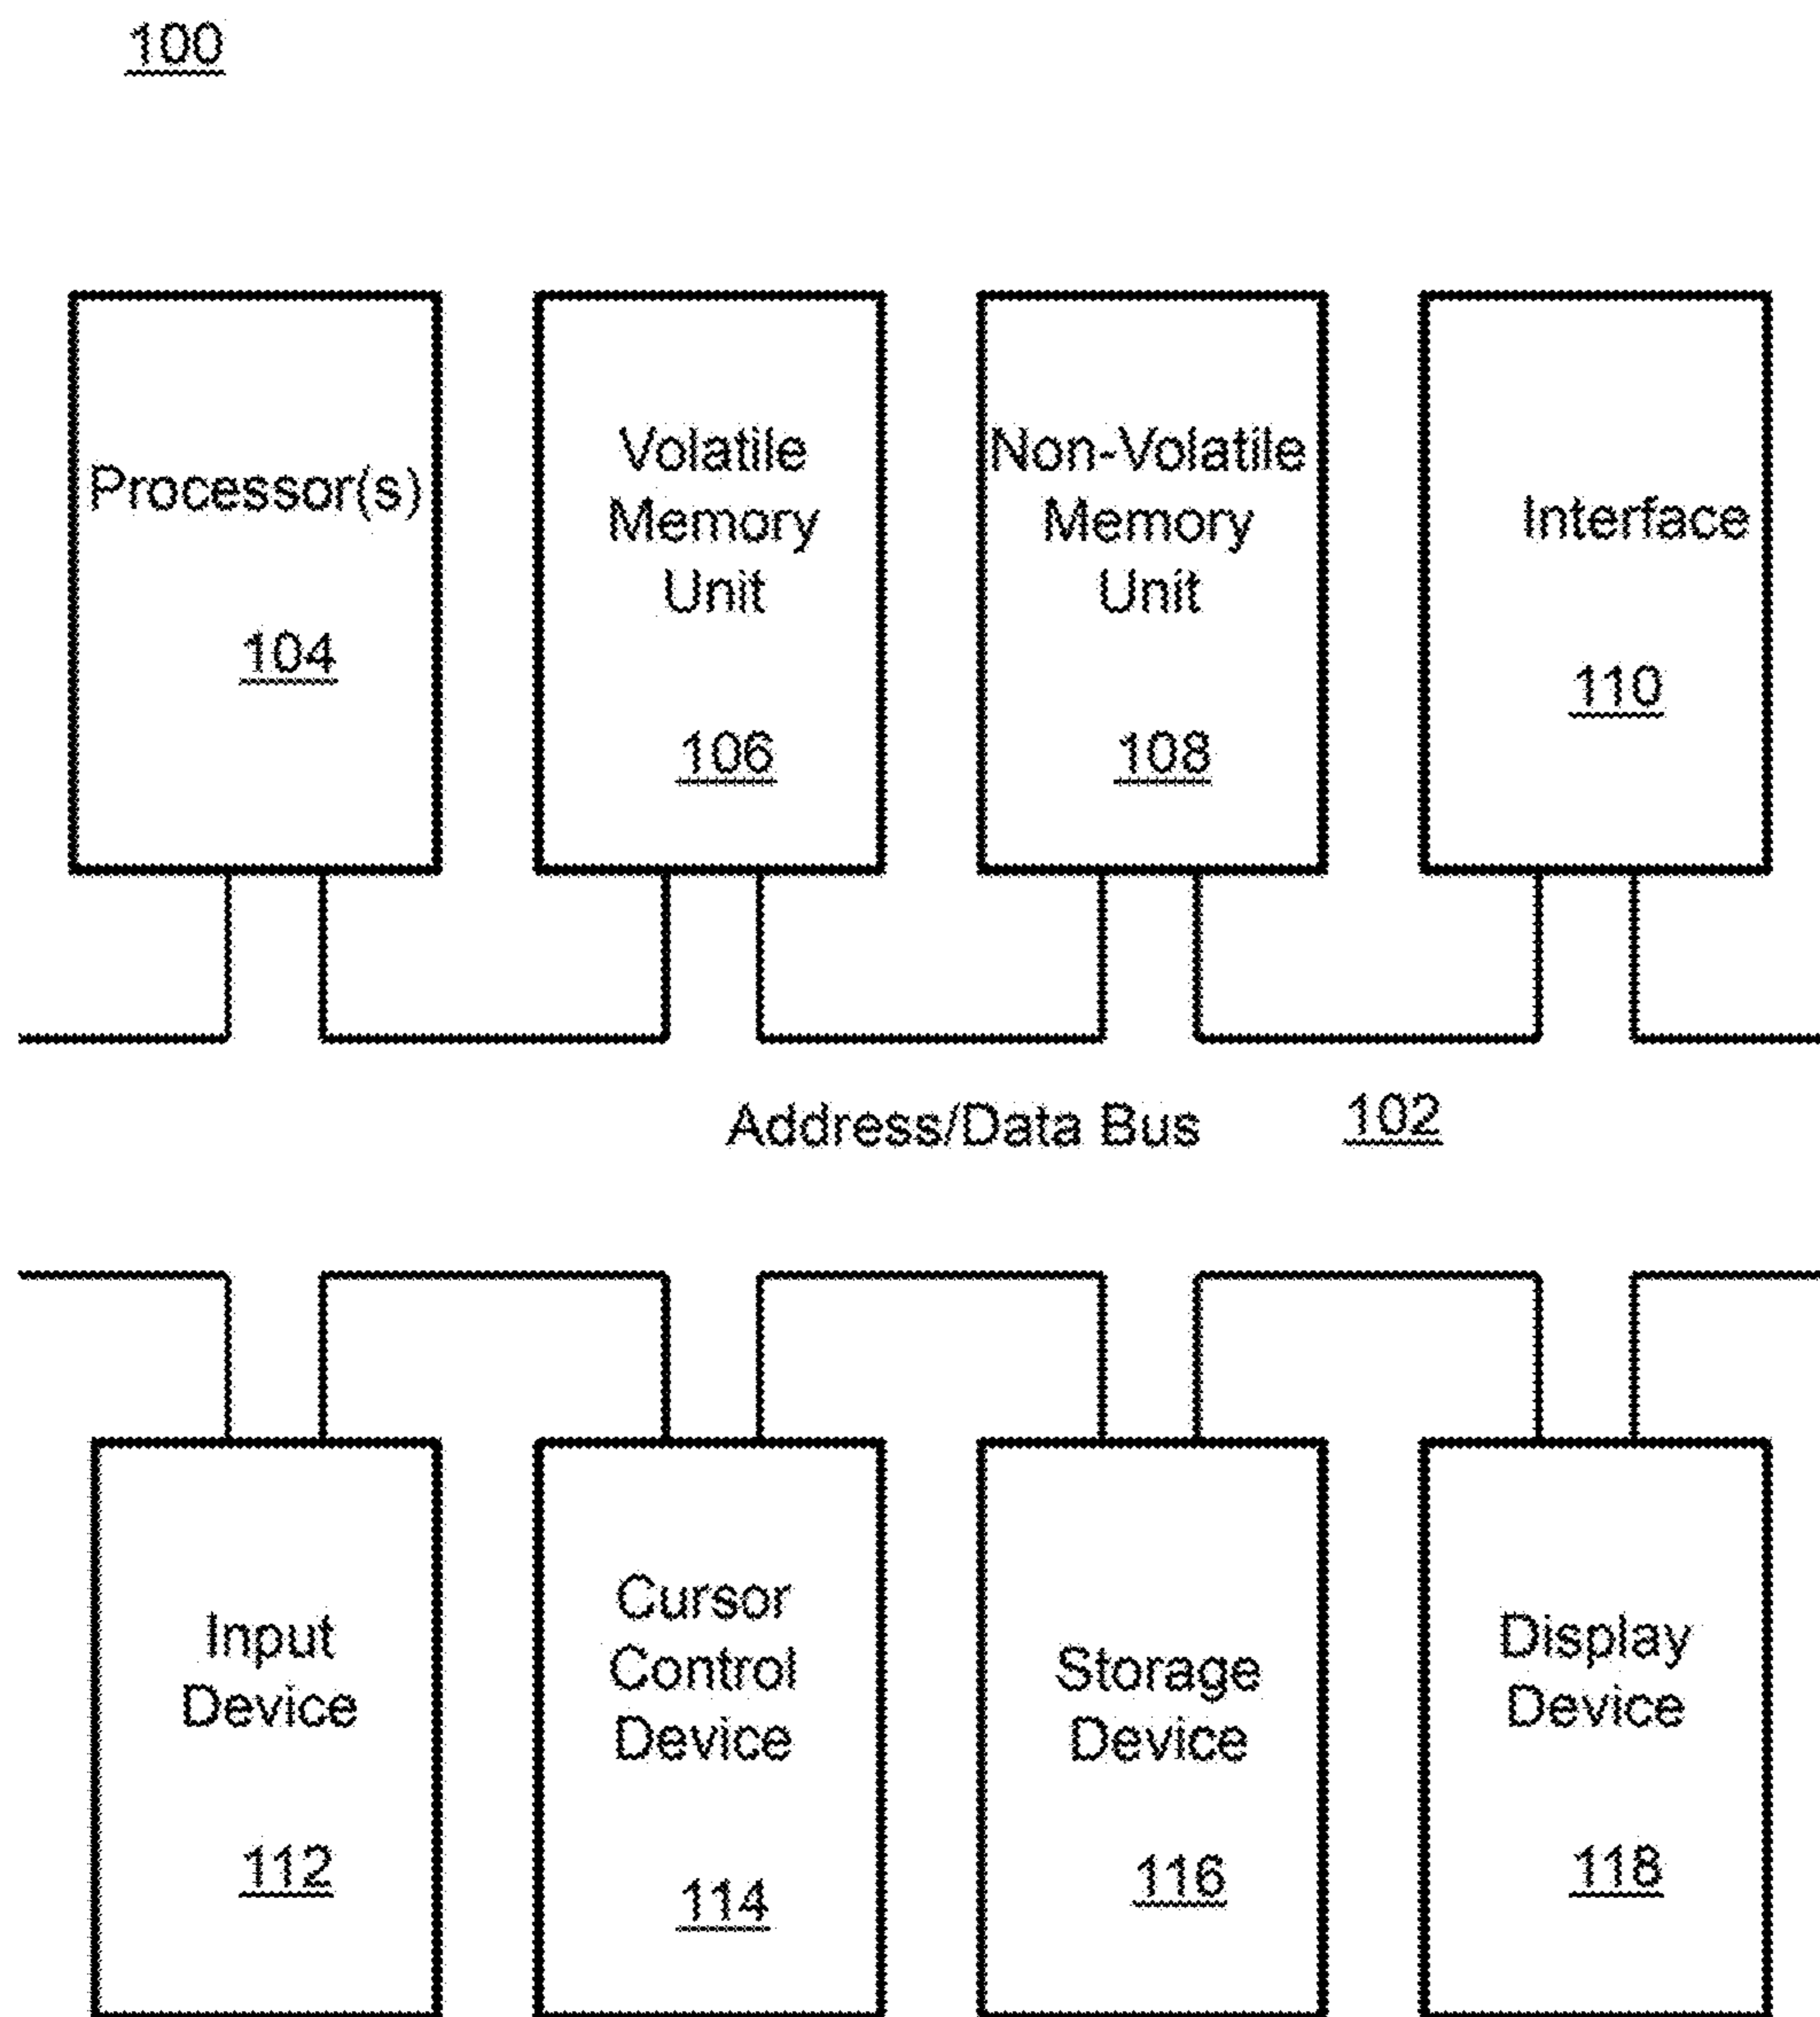 100
Processor(s)
104
Volatile
Memory
Unit
106
Non-Volatile
Memory
Unit
108
Interface
110
Address/Data Bus 102
Input
Device
112
Cursor
Control
Device
114
Storage
Device
116
Display
Device
118